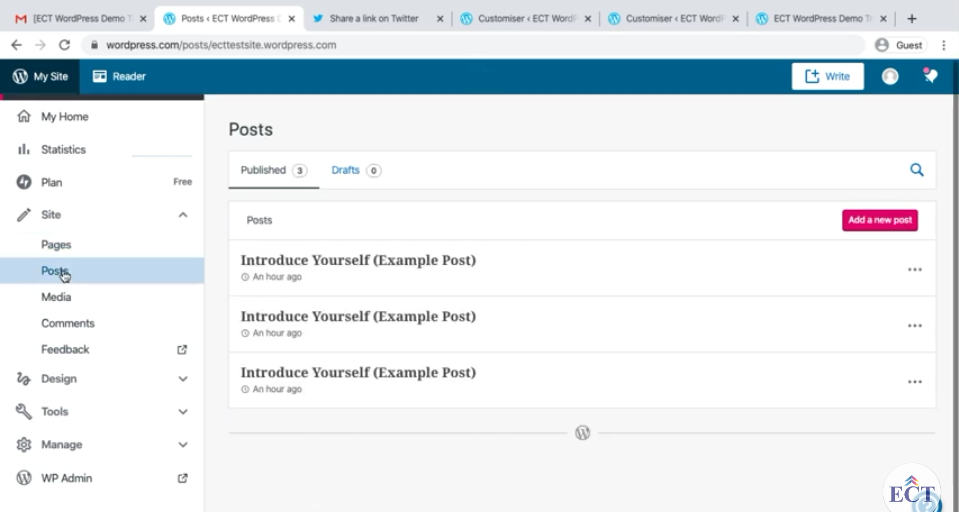 [ECT WordPress Demo T
Posts ‹ ECT WordPress D
Share a link on Twitter
Customiser ‹ ECT WordP
Customiser ‹ ECT WordP
ECT WordPress Demo T
wordpress.com/posts/ecttestsite.wordpress.com
Guest
My Site
Reader
Write
My Home
Statistics
Plan
Free
Site
Pages
Posts
Media
Comments
Feedback
Design
Tools
Manage
WP Admin
Posts
Published 3
Drafts 0
Posts
Add a new post
Introduce Yourself (Example Post)
An hour ago
Introduce Yourself (Example Post)
An hour ago
Introduce Yourself (Example Post)
An hour ago
ECT